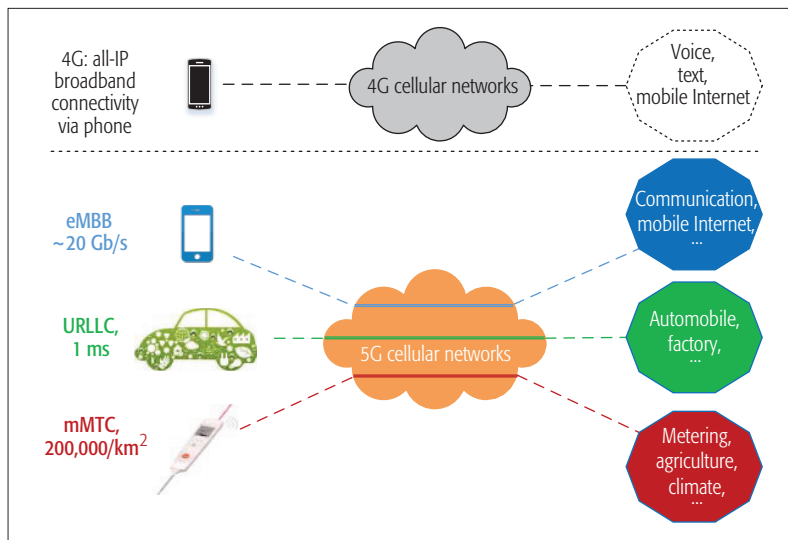 4G: all-IP
broadband
connectivity
via phone
4G cellular networks
Voice,
text,
mobile Internet
eMBB
~20 Gb/s
Communication,
mobile Internet,
...
URLLC,
1 ms
5G cellular networks
Automobile,
factory,
...
mMTC,
200,000/km²
Metering,
agriculture,
climate,
...